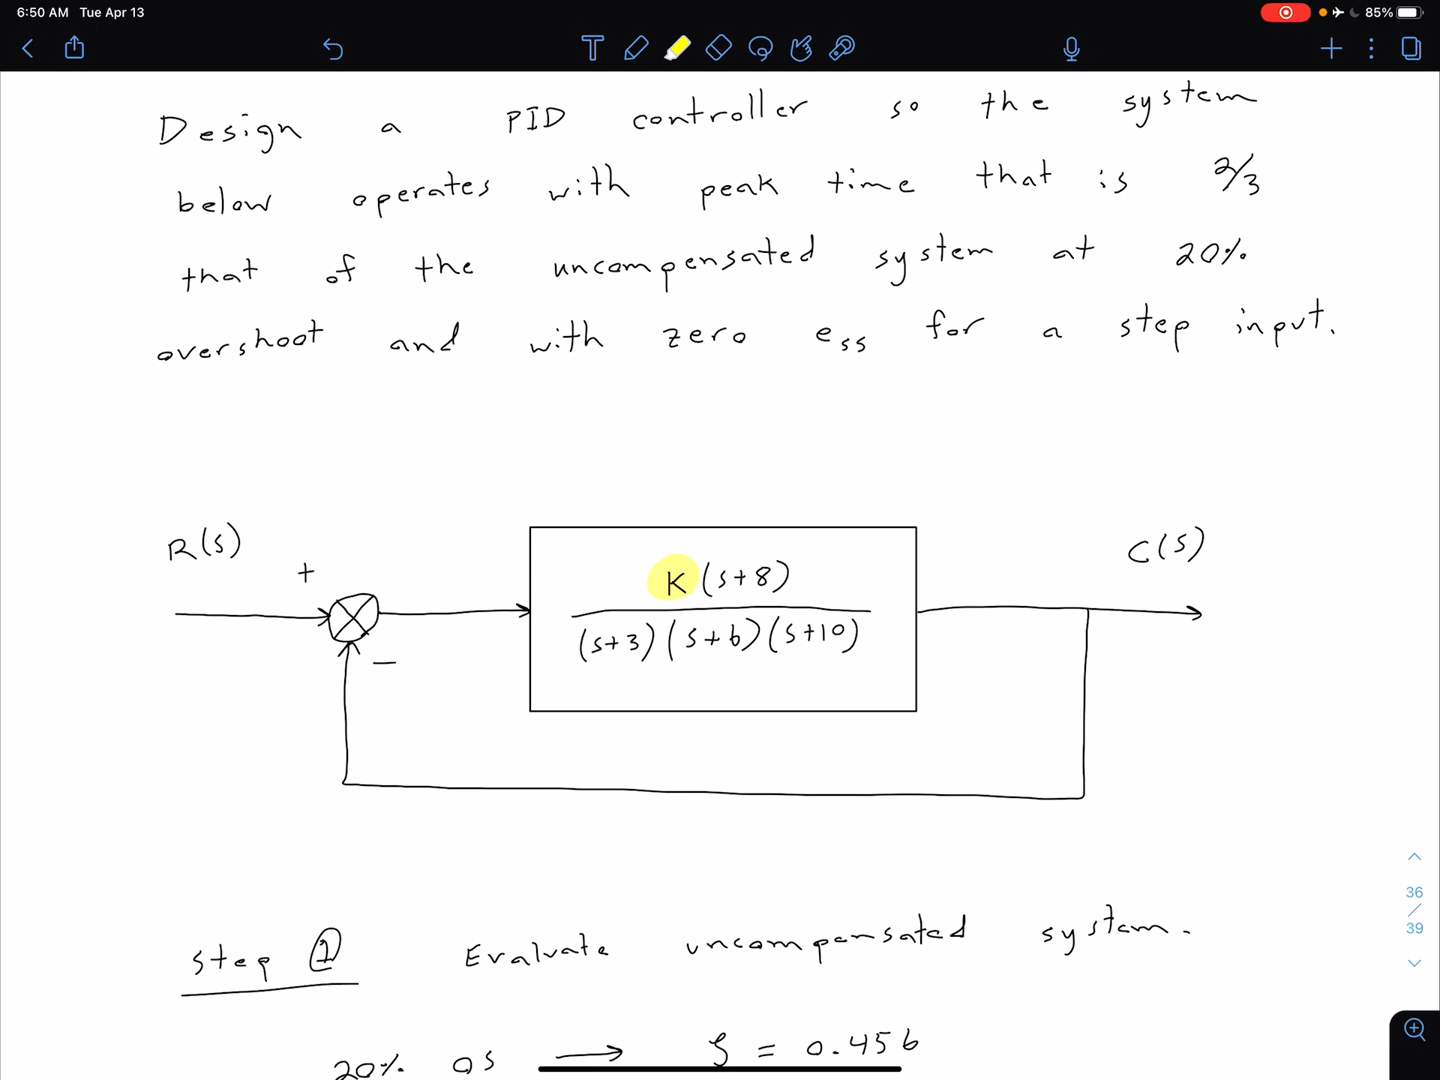 6:50 AM Tue Apr 13
85%
Design a PID controller so the system
below operates with peak time that is 2/3
that of the uncompensated system at 20%
overshoot and with zero ess for a step input.
R(s)
+
K(s+8)
(s+3)(s+6)(s+10)
C(s)
−
36
/
39
step ① Evaluate uncompensated system.
20% OS → ζ = 0.456